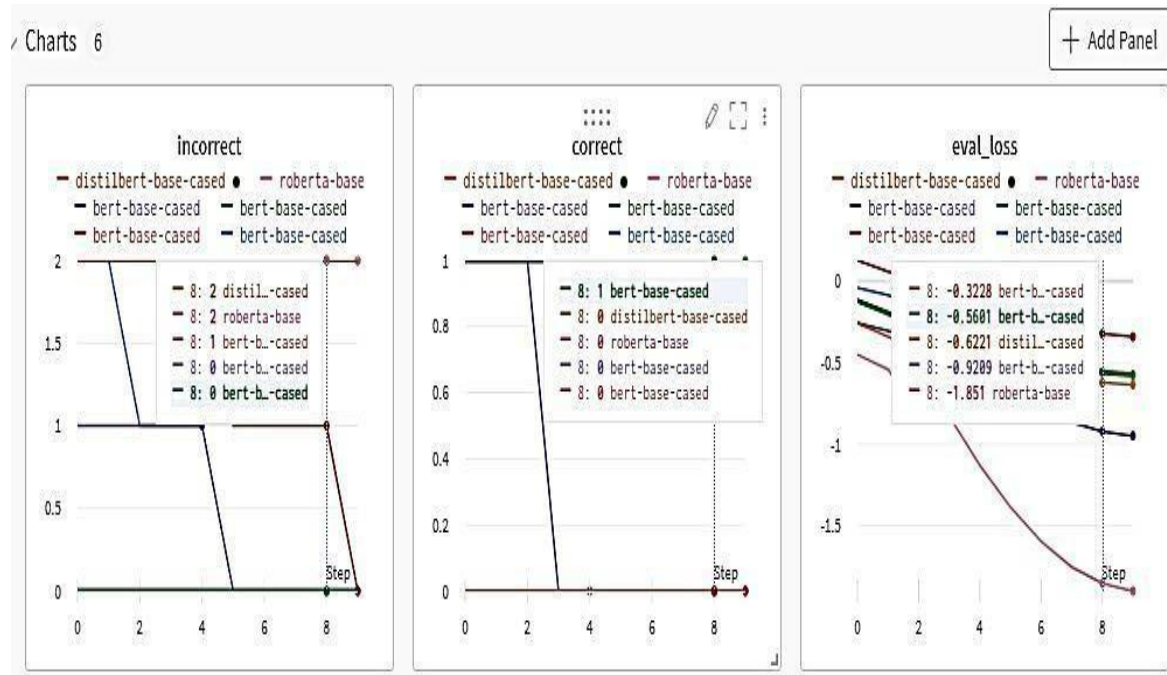 Charts 6
+ Add Panel
incorrect
distilbert-base-cased roberta-base
bert-base-cased bert-base-cased
bert-base-cased bert-base-cased
2
1.5
1
0.5
0
8: 2 distil…-cased
8: 2 roberta-base
8: 1 bert-b…-cased
8: 0 bert-b…-cased
8: 0 bert-b…-cased
Step
0 2 4 6 8
correct
distilbert-base-cased roberta-base
bert-base-cased bert-base-cased
bert-base-cased bert-base-cased
1
0.8
0.6
0.4
0.2
0
8: 1 bert-base-cased
8: 0 distilbert-base-cased
8: 0 roberta-base
8: 0 bert-base-cased
8: 0 bert-base-cased
Step
0 2 4 6 8
eval_loss
distilbert-base-cased roberta-base
bert-base-cased bert-base-cased
bert-base-cased bert-base-cased
0
-0.5
-1
-1.5
8: -0.3228 bert-b…-cased
8: -0.5601 bert-b…-cased
8: -0.6221 distil…-cased
8: -0.9209 bert-b…-cased
8: -1.851 roberta-base
Step
0 2 4 6 8